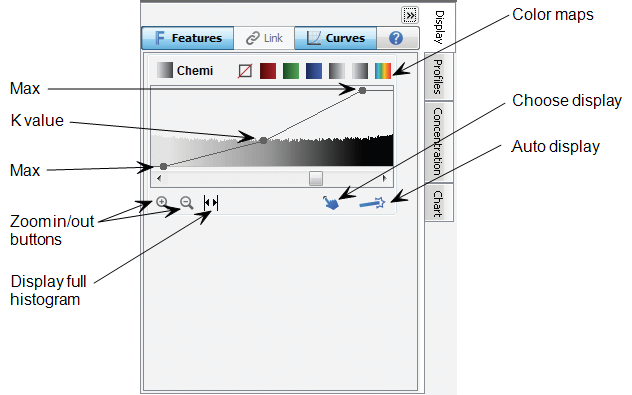 »
Color maps
Display
F Features
Link
Curves
?
Chemi
Profiles
Max
Choose display
K value
Concentration
Auto display
Max
Chart
Zoom in/out
buttons
Display full
histogram